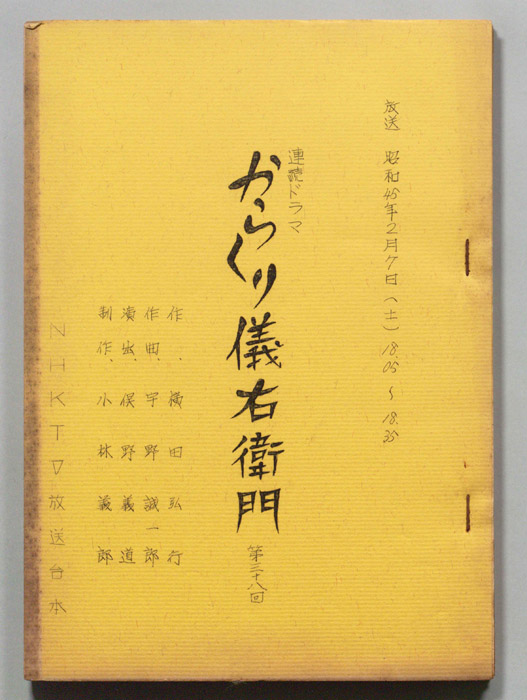 放送 昭和45年2月7日(土)18.05~18.35
連続ドラマ
からくり儀右衛門
第三十八回
作、横田弘行
作曲、宇野誠一郎
演出、俣野義道
制作、小林義郎
NHKTV放送台本